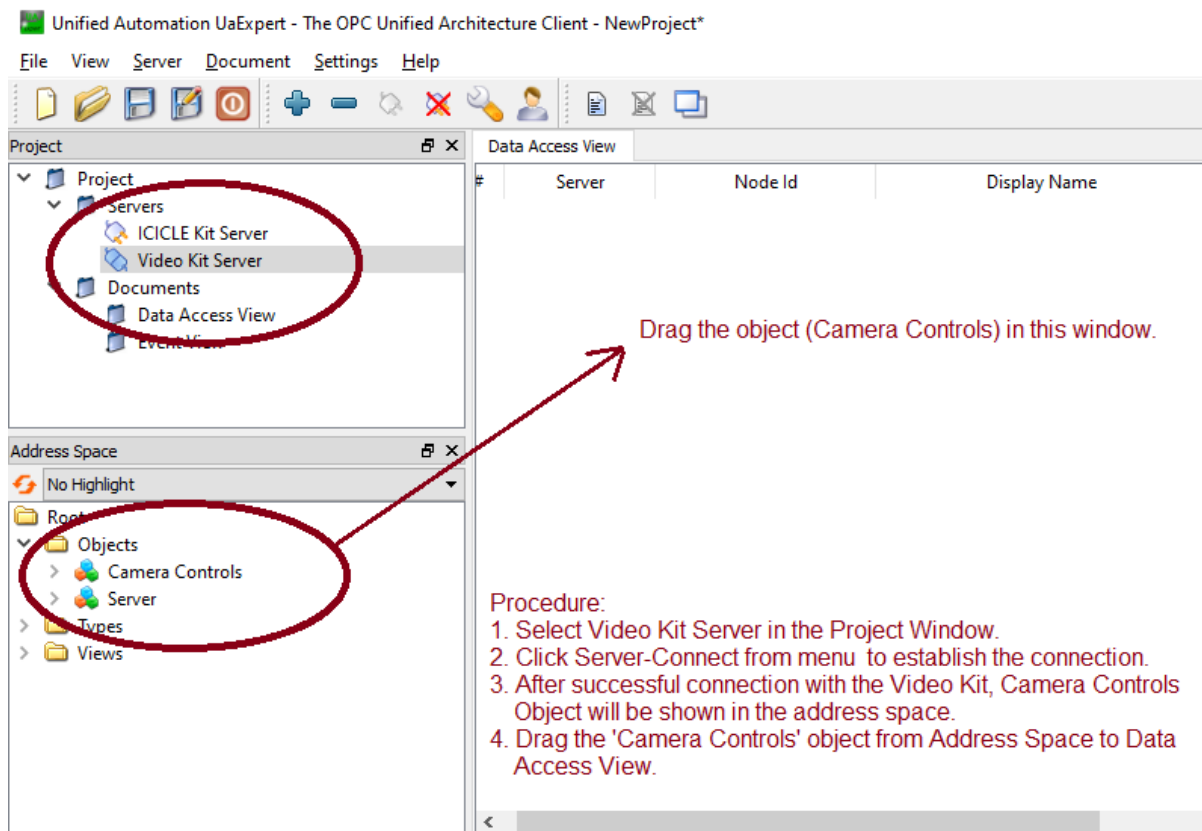 Unified Automation UaExpert - The OPC Unified Architecture Client - NewProject*
File View Server Document Settings Help
Project
Project
Servers
ICICLE Kit Server
Video Kit Server
Documents
Data Access View
Event View
Address Space
No Highlight
Root
Objects
Camera Controls
Server
Types
Views
Data Access View
# Server Node Id Display Name
Drag the object (Camera Controls) in this window.
Procedure:
1. Select Video Kit Server in the Project Window.
2. Click Server-Connect from menu to establish the connection.
3. After successful connection with the Video Kit, Camera Controls
Object will be shown in the address space.
4. Drag the 'Camera Controls' object from Address Space to Data
Access View.